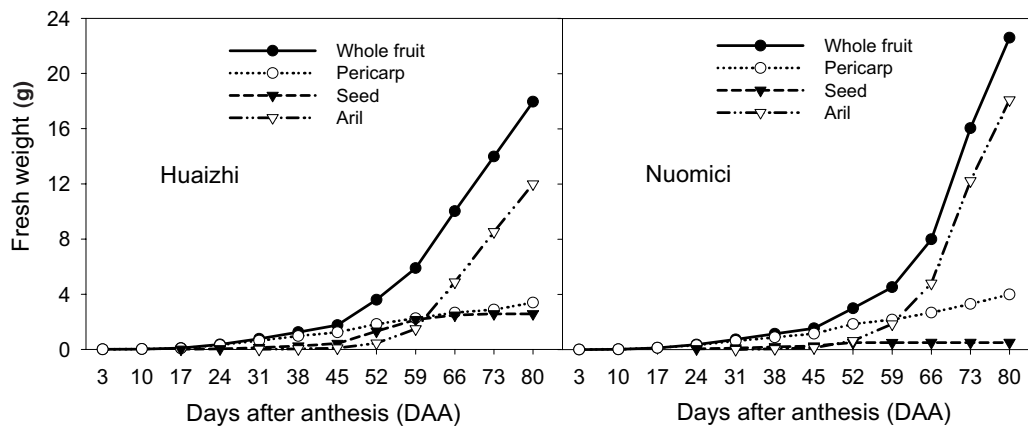 Fresh weight (g)
24
20
16
12
8
4
0
Whole fruit
Pericarp
Seed
Aril
Huaizhi
3 10 17 24 31 38 45 52 59 66 73 80
Days after anthesis (DAA)
Whole fruit
Pericarp
Seed
Aril
Nuomici
3 10 17 24 31 38 45 52 59 66 73 80
Days after anthesis (DAA)